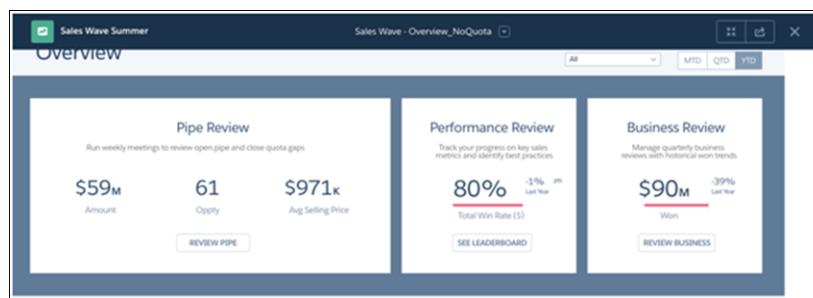 Sales Wave Summer
Sales Wave - Overview_NoQuota
Overview
All
MTD QTD YTD
Pipe Review
Run weekly meetings to review open pipe and close quota gaps
$59M
Amount
61
Oppty
$971K
Avg Selling Price
REVIEW PIPE
Performance Review
Track your progress on key sales
metrics and identify best practices
80%
-1%
Last Year
Total Win Rate ($)
SEE LEADERBOARD
Business Review
Manage quarterly business
reviews with historical won trends
$90M
-39%
Last Year
Won
REVIEW BUSINESS